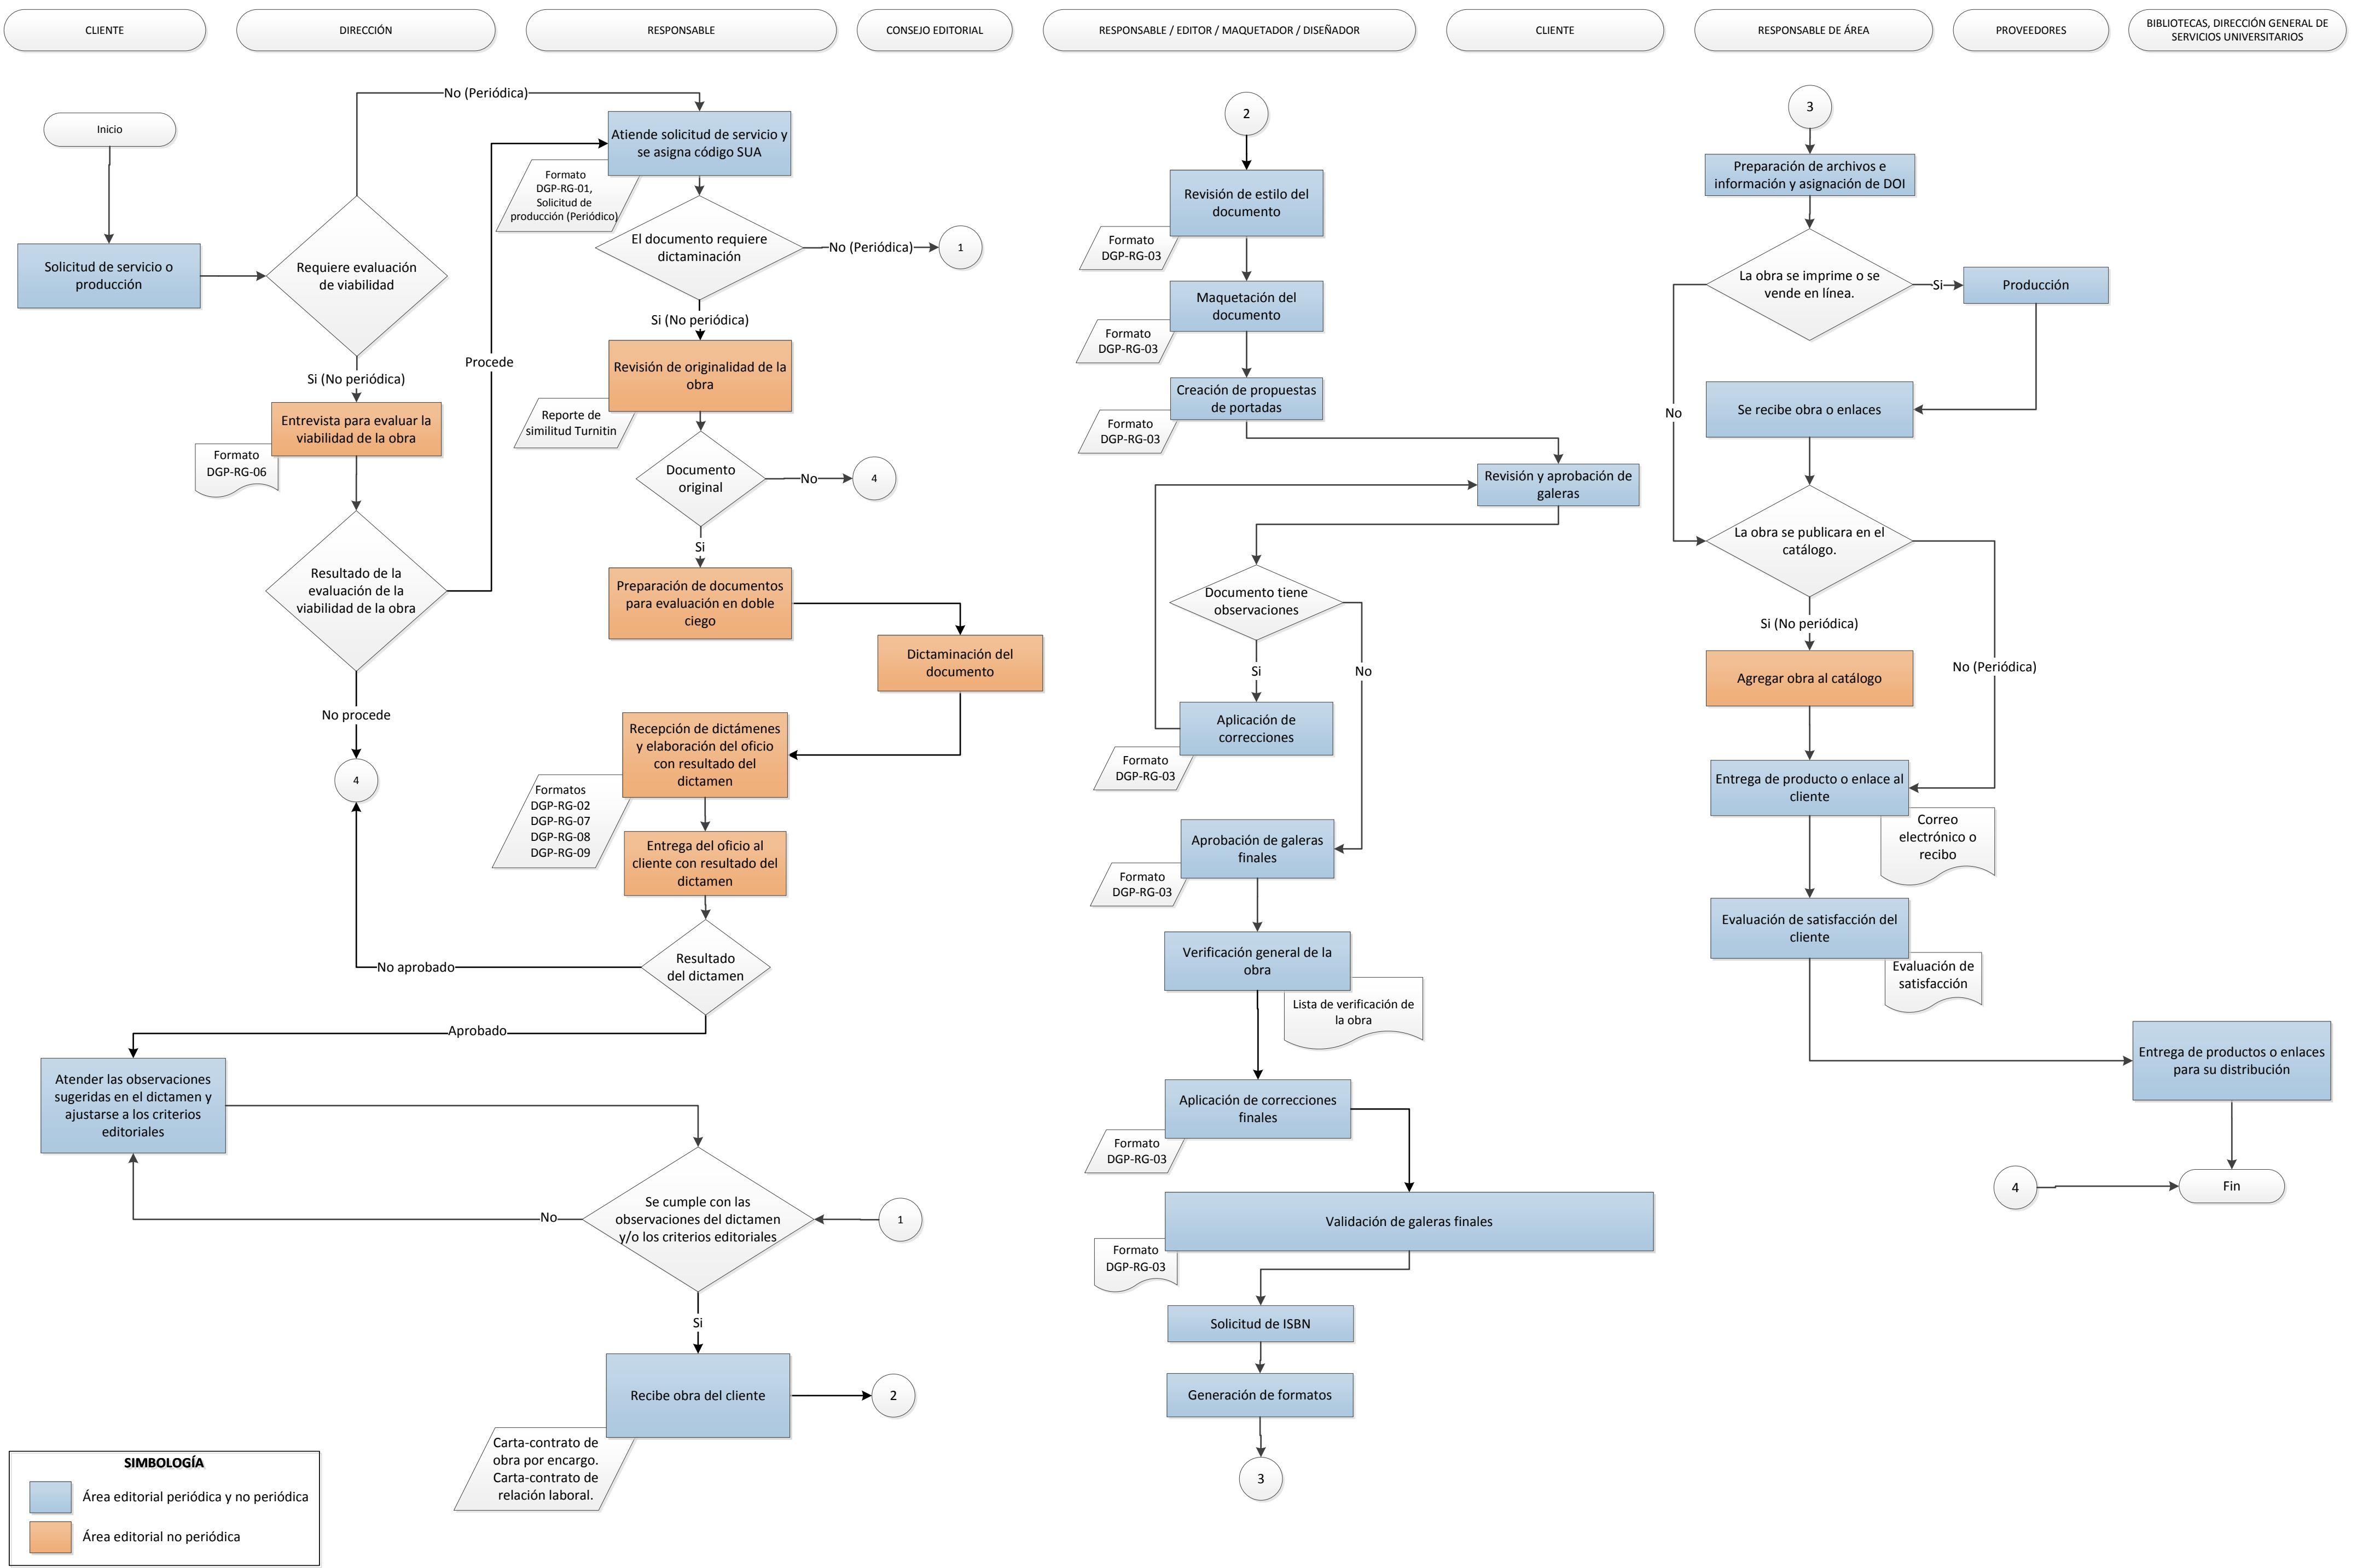 CLIENTE
DIRECCIÓN
RESPONSABLE
CONSEJO EDITORIAL
RESPONSABLE / EDITOR / MAQUETADOR / DISEÑADOR
CLIENTE
RESPONSABLE DE ÁREA
PROVEEDORES
BIBLIOTECAS, DIRECCIÓN GENERAL DE
SERVICIOS UNIVERSITARIOS
Inicio
Solicitud de servicio o
producción
Requiere evaluación
de viabilidad
No (Periódica)
Si (No periódica)
Entrevista para evaluar la
viabilidad de la obra
Formato
DGP-RG-06
Resultado de la
evaluación de la
viabilidad de la obra
Procede
No procede
4
Atiende solicitud de servicio y
se asigna código SUA
Formato
DGP-RG-01,
Solicitud de
producción (Periódico)
El documento requiere
dictaminación
No (Periódica)
1
Si (No periódica)
Revisión de originalidad de la
obra
Reporte de
similitud Turnitin
Documento
original
No
4
Si
Preparación de documentos
para evaluación en doble
ciego
Dictaminación del
documento
Recepción de dictámenes
y elaboración del oficio
con resultado del
dictamen
Formatos
DGP-RG-02
DGP-RG-07
DGP-RG-08
DGP-RG-09
Entrega del oficio al
cliente con resultado del
dictamen
Resultado
del dictamen
No aprobado
Aprobado
Atender las observaciones
sugeridas en el dictamen y
ajustarse a los criterios
editoriales
Se cumple con las
observaciones del dictamen
y/o los criterios editoriales
No
1
Si
Recibe obra del cliente
2
Carta-contrato de
obra por encargo.
Carta-contrato de
relación laboral.
SIMBOLOGÍA
Área editorial periódica y no periódica
Área editorial no periódica
2
Revisión de estilo del
documento
Formato
DGP-RG-03
Maquetación del
documento
Formato
DGP-RG-03
Creación de propuestas
de portadas
Formato
DGP-RG-03
Revisión y aprobación de
galeras
Documento tiene
observaciones
Si
No
Aplicación de
correcciones
Formato
DGP-RG-03
Aprobación de galeras
finales
Formato
DGP-RG-03
Verificación general de la
obra
Lista de verificación de
la obra
Aplicación de correcciones
finales
Formato
DGP-RG-03
Validación de galeras finales
Formato
DGP-RG-03
Solicitud de ISBN
Generación de formatos
3
3
Preparación de archivos e
información y asignación de DOI
La obra se imprime o se
vende en línea.
Si
Producción
No
Se recibe obra o enlaces
La obra se publicara en el
catálogo.
Si (No periódica)
No (Periódica)
Agregar obra al catálogo
Entrega de producto o enlace al
cliente
Correo
electrónico o
recibo
Evaluación de satisfacción del
cliente
Evaluación de
satisfacción
Entrega de productos o enlaces
para su distribución
4
Fin